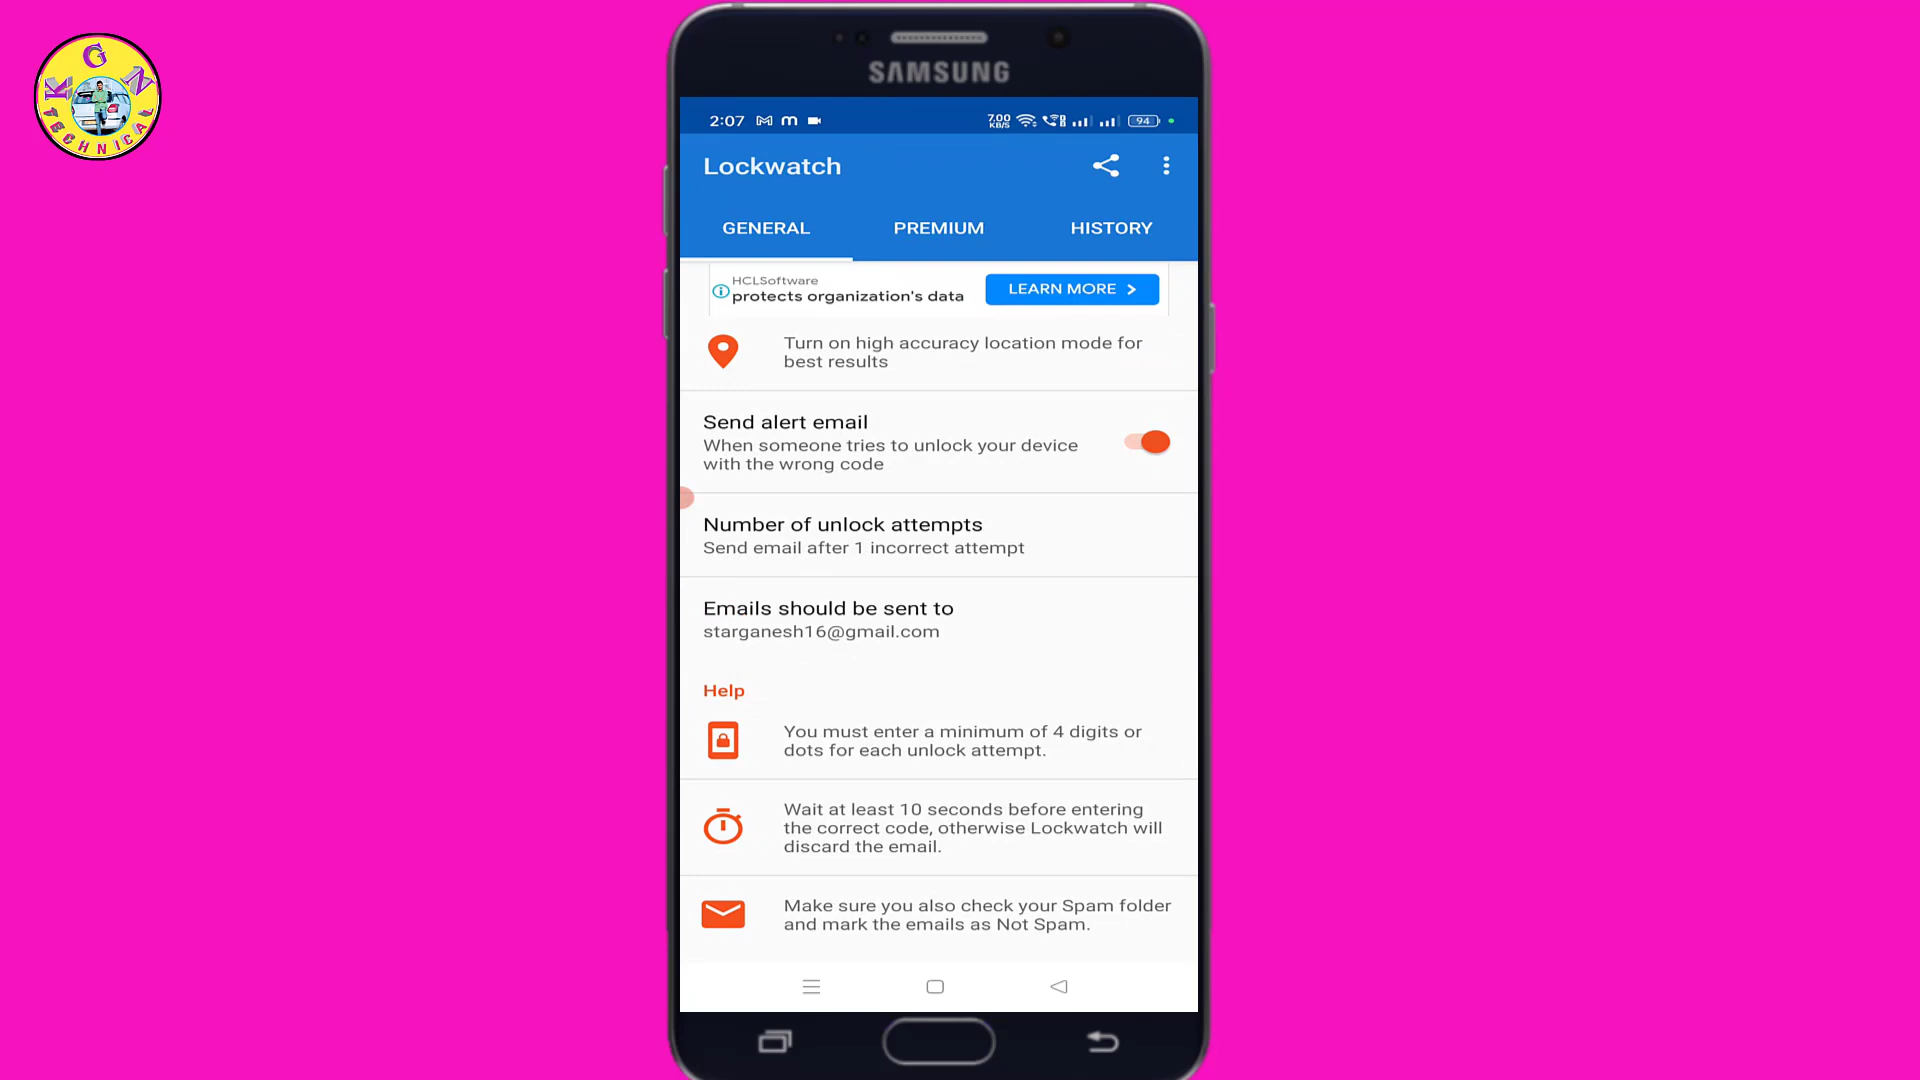 K G N
TECHNICAL
SAMSUNG
2:07
7.00
KB/S
94
Lockwatch
GENERAL
PREMIUM
HISTORY
HCLSoftware
protects organization's data
LEARN MORE >
Turn on high accuracy location mode for
best results
Send alert email
When someone tries to unlock your device
with the wrong code
Number of unlock attempts
Send email after 1 incorrect attempt
Emails should be sent to
starganesh16@gmail.com
Help
You must enter a minimum of 4 digits or
dots for each unlock attempt.
Wait at least 10 seconds before entering
the correct code, otherwise Lockwatch will
discard the email.
Make sure you also check your Spam folder
and mark the emails as Not Spam.